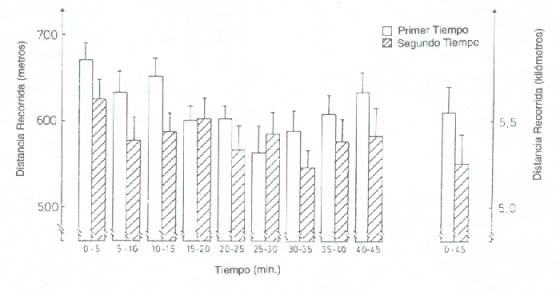 Primer Tiempo
Segundo Tiempo
Distancia Recorrida (metros)
Distancia Recorrida (kilómetros)
700
600
500
5,5
5.0
0-5 5-10 10-15 15-20 20-25 25-30 30-35 35-40 40-45 0-45
Tiempo (min.)